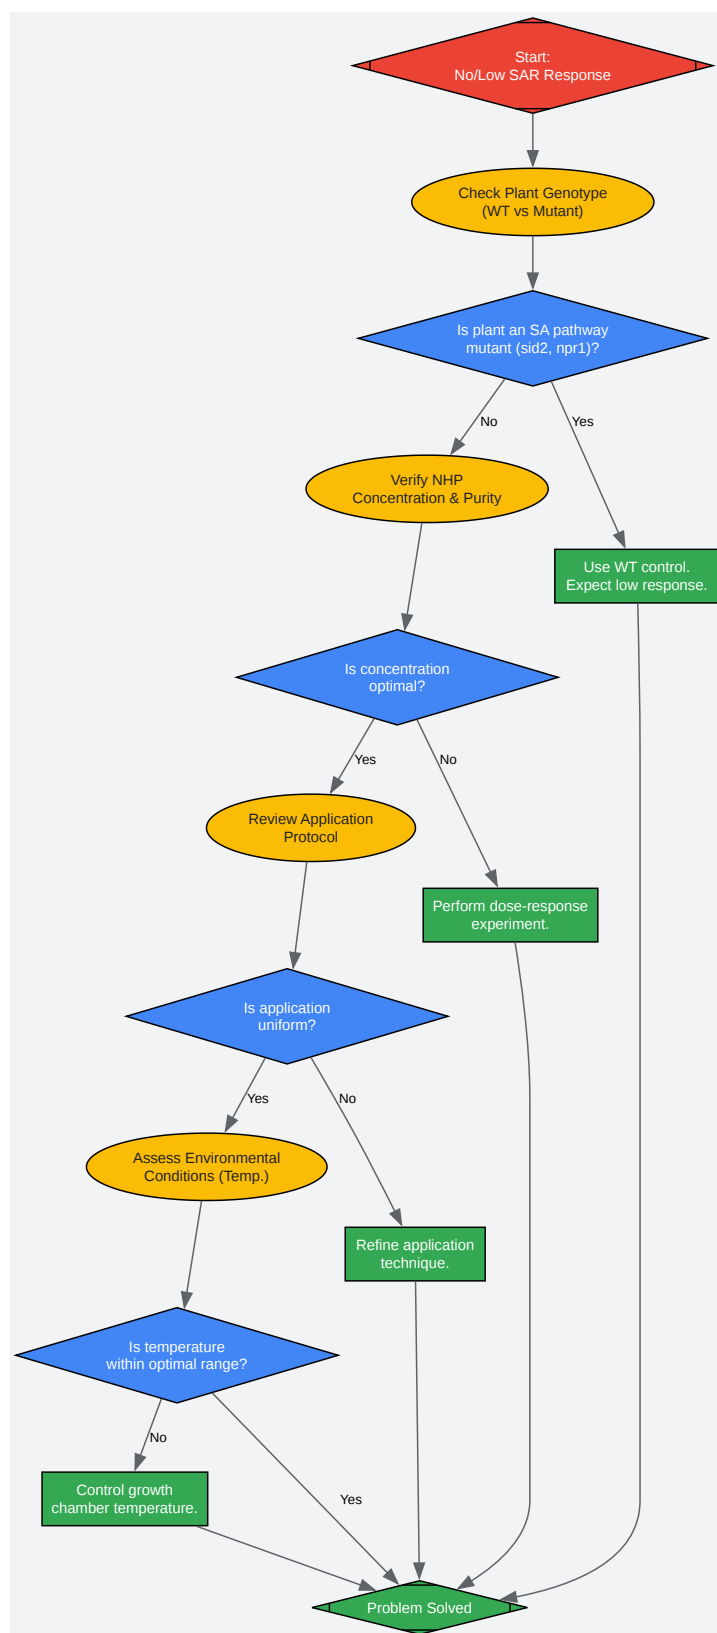 Start:
No/Low SAR Response
Check Plant Genotype
(WT vs Mutant)
Is plant an SA pathway
mutant (sid2, npr1)?
No
Yes
Verify NHP
Concentration & Purity
Use WT control.
Expect low response.
Is concentration
optimal?
Yes
No
Review Application
Protocol
Perform dose-response
experiment.
Is application
uniform?
Yes
No
Assess Environmental
Conditions (Temp.)
Refine application
technique.
Is temperature
within optimal range?
No
Yes
Control growth
chamber temperature.
Problem Solved